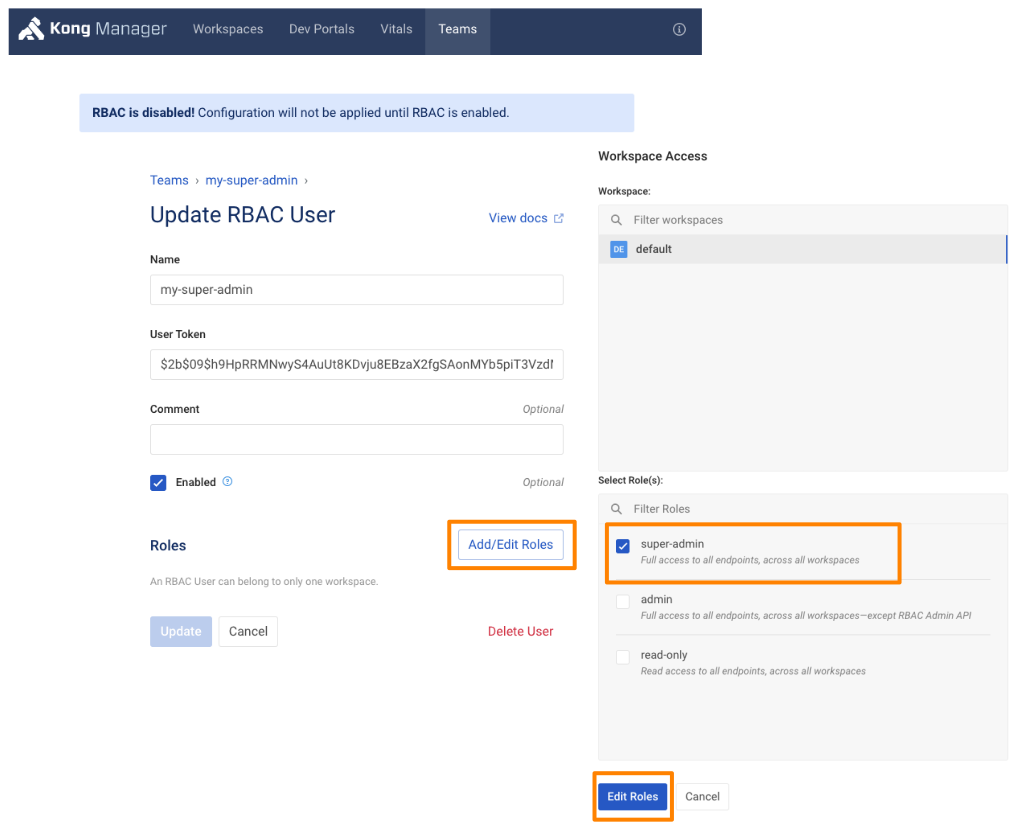 Kong Manager Workspaces Dev Portals Vitals Teams
RBAC is disabled! Configuration will not be applied until RBAC is enabled.
Teams › my-super-admin ›
Update RBAC User
View docs
Name
my-super-admin
User Token
$2b$09$h9HpRRMNwyS4AuUt8KDvju8EBzaX2fgSAonMYb5piT3Vzd
Comment Optional
Enabled Optional
Roles
Add/Edit Roles
An RBAC User can belong to only one workspace.
Update Cancel Delete User
Workspace Access
Workspace:
Filter workspaces
DE default
Select Role(s):
Filter Roles
super-admin
Full access to all endpoints, across all workspaces
admin
Full access to all endpoints, across all workspaces—except RBAC Admin API
read-only
Read access to all endpoints, across all workspaces
Edit Roles Cancel